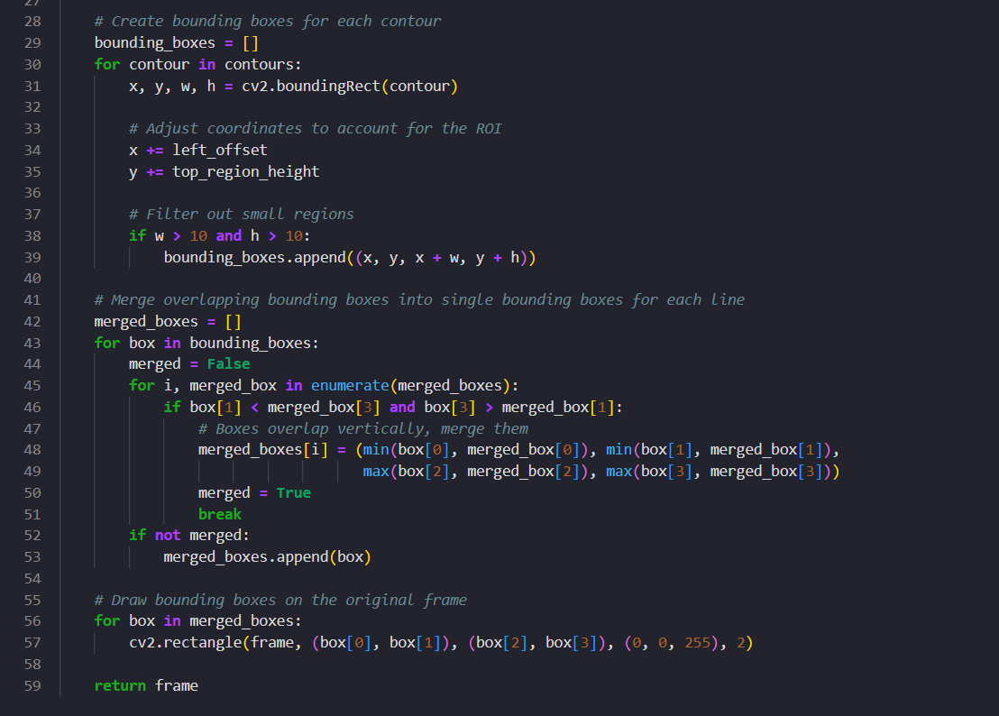 27
28 # Create bounding boxes for each contour
29 bounding_boxes = []
30 for contour in contours:
31 x, y, w, h = cv2.boundingRect(contour)
32
33 # Adjust coordinates to account for the ROI
34 x += left_offset
35 y += top_region_height
36
37 # Filter out small regions
38 if w > 10 and h > 10:
39 bounding_boxes.append((x, y, x + w, y + h))
40
41 # Merge overlapping bounding boxes into single bounding boxes for each line
42 merged_boxes = []
43 for box in bounding_boxes:
44 merged = False
45 for i, merged_box in enumerate(merged_boxes):
46 if box[1] < merged_box[3] and box[3] > merged_box[1]:
47 # Boxes overlap vertically, merge them
48 merged_boxes[i] = (min(box[0], merged_box[0]), min(box[1], merged_box[1]),
49 max(box[2], merged_box[2]), max(box[3], merged_box[3]))
50 merged = True
51 break
52 if not merged:
53 merged_boxes.append(box)
54
55 # Draw bounding boxes on the original frame
56 for box in merged_boxes:
57 cv2.rectangle(frame, (box[0], box[1]), (box[2], box[3]), (0, 0, 255), 2)
58
59 return frame